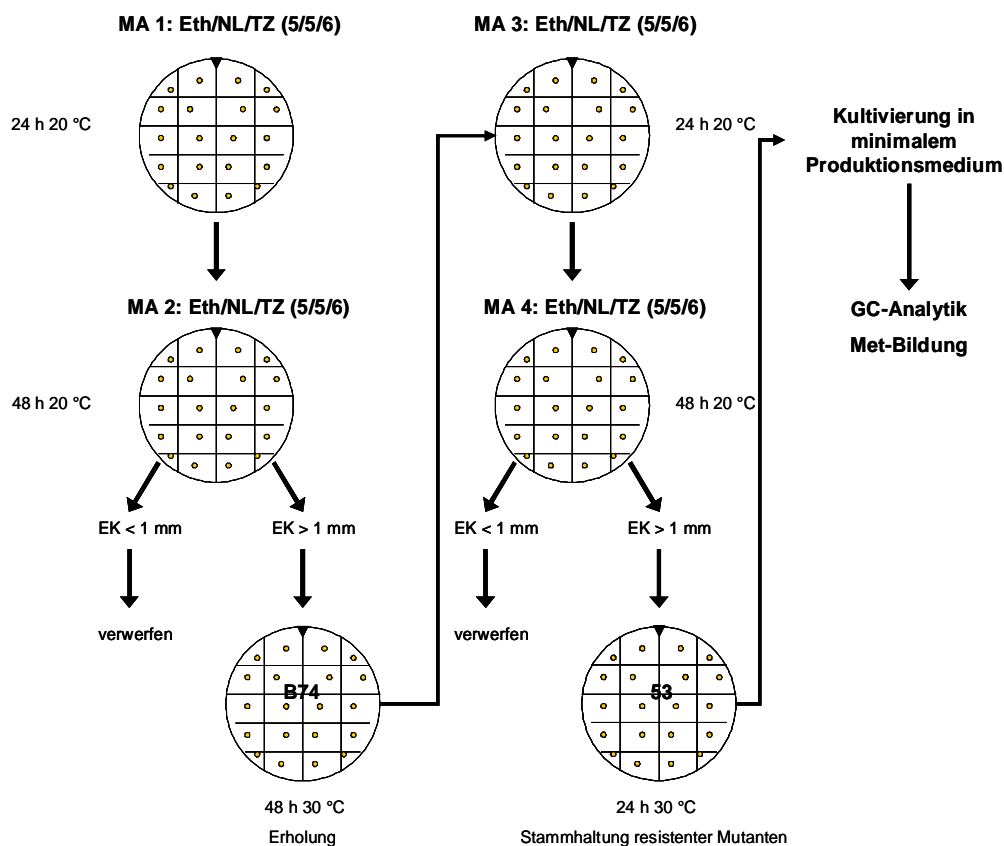 MA 1: Eth/NL/TZ (5/5/6)
24 h 20 °C
MA 2: Eth/NL/TZ (5/5/6)
48 h 20 °C
EK < 1 mm
EK > 1 mm
verwerfen
B74
48 h 30 °C
Erholung
MA 3: Eth/NL/TZ (5/5/6)
24 h 20 °C
MA 4: Eth/NL/TZ (5/5/6)
48 h 20 °C
EK < 1 mm
EK > 1 mm
verwerfen
53
24 h 30 °C
Stammhaltung resistenter Mutanten
Kultivierung in
minimalem
Produktionsmedium
GC-Analytik
Met-Bildung